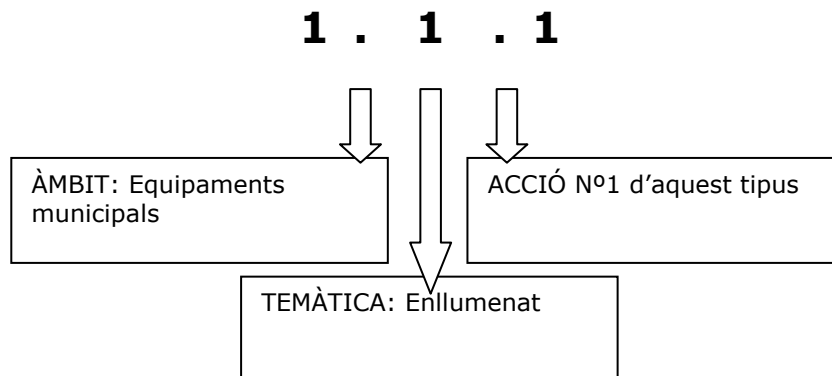 1 . 1 . 1
ÀMBIT: Equipaments
municipals
ACCIÓ Nº1 d'aquest tipus
TEMÀTICA: Enllumenat